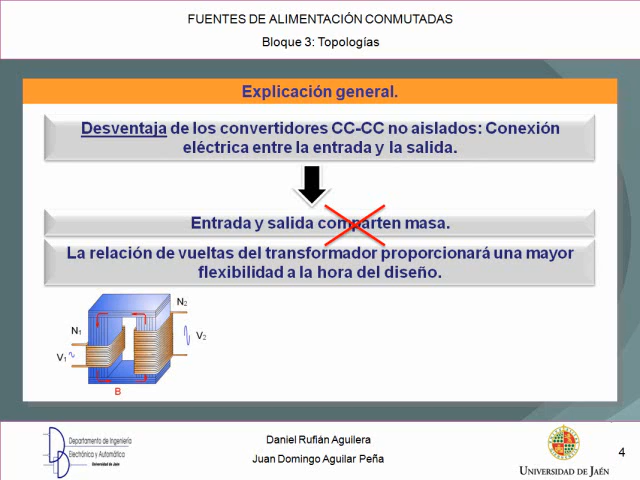 FUENTES DE ALIMENTACIÓN CONMUTADAS
Bloque 3: Topologías
Explicación general.
Desventaja de los convertidores CC-CC no aislados: Conexión
eléctrica entre la entrada y la salida.
Entrada y salida comparten masa.
La relación de vueltas del transformador proporcionará una mayor
flexibilidad a la hora del diseño.
N2
N1
V2
V1
B
Departamento de Ingeniería
Electrónica y Automática
Universidad de Jaén
Daniel Rufián Aguilera
Juan Domingo Aguilar Peña
UNIVERSIDAD DE JAÉN
4